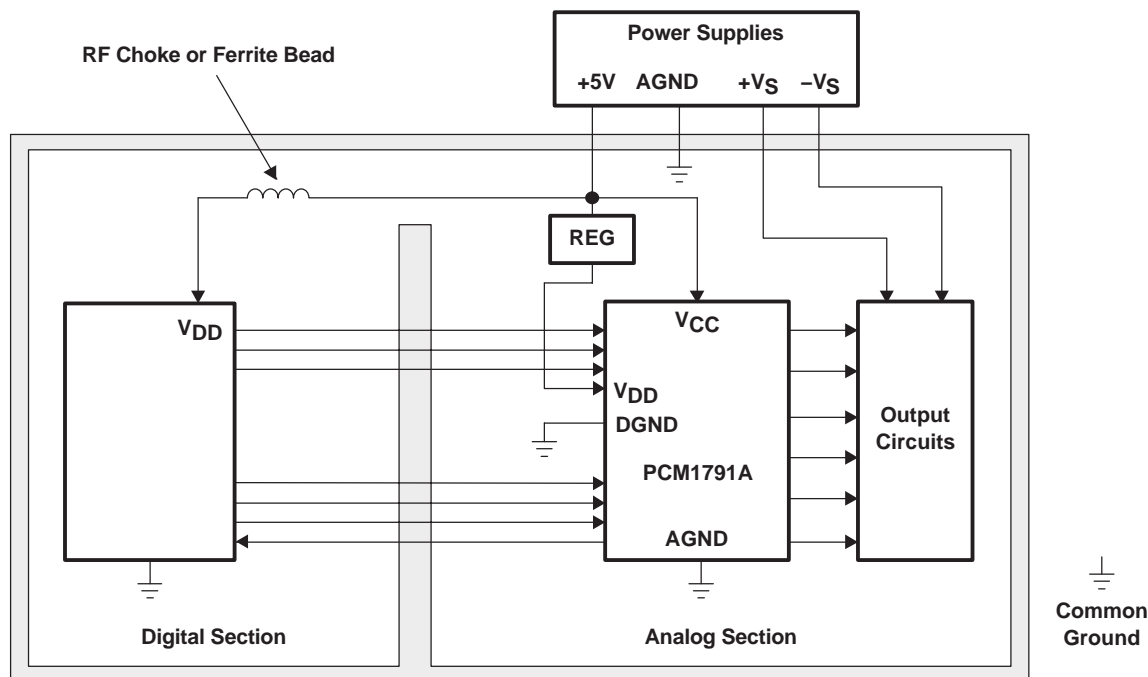 Power Supplies
RF Choke or Ferrite Bead
+5V AGND +VS –VS
REG
VDD
VCC
VDD
DGND
Output
Circuits
PCM1791A
AGND
Common
Ground
Digital Section
Analog Section